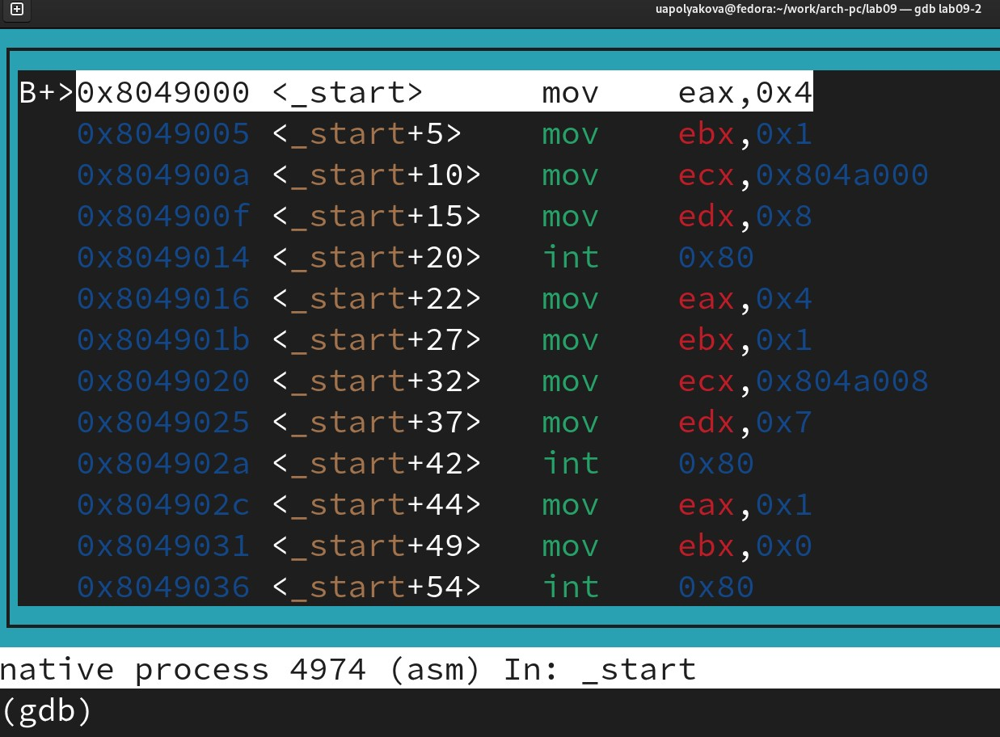 uapolyakova@fedora:~/work/arch-pc/lab09 — gdb lab09-2
B+>0x8049000 <_start>      mov    eax,0x4
0x8049005 <_start+5>    mov    ebx,0x1
0x804900a <_start+10>   mov    ecx,0x804a000
0x804900f <_start+15>   mov    edx,0x8
0x8049014 <_start+20>   int    0x80
0x8049016 <_start+22>   mov    eax,0x4
0x804901b <_start+27>   mov    ebx,0x1
0x8049020 <_start+32>   mov    ecx,0x804a008
0x8049025 <_start+37>   mov    edx,0x7
0x804902a <_start+42>   int    0x80
0x804902c <_start+44>   mov    eax,0x1
0x8049031 <_start+49>   mov    ebx,0x0
0x8049036 <_start+54>   int    0x80
native process 4974 (asm) In: _start
(gdb)